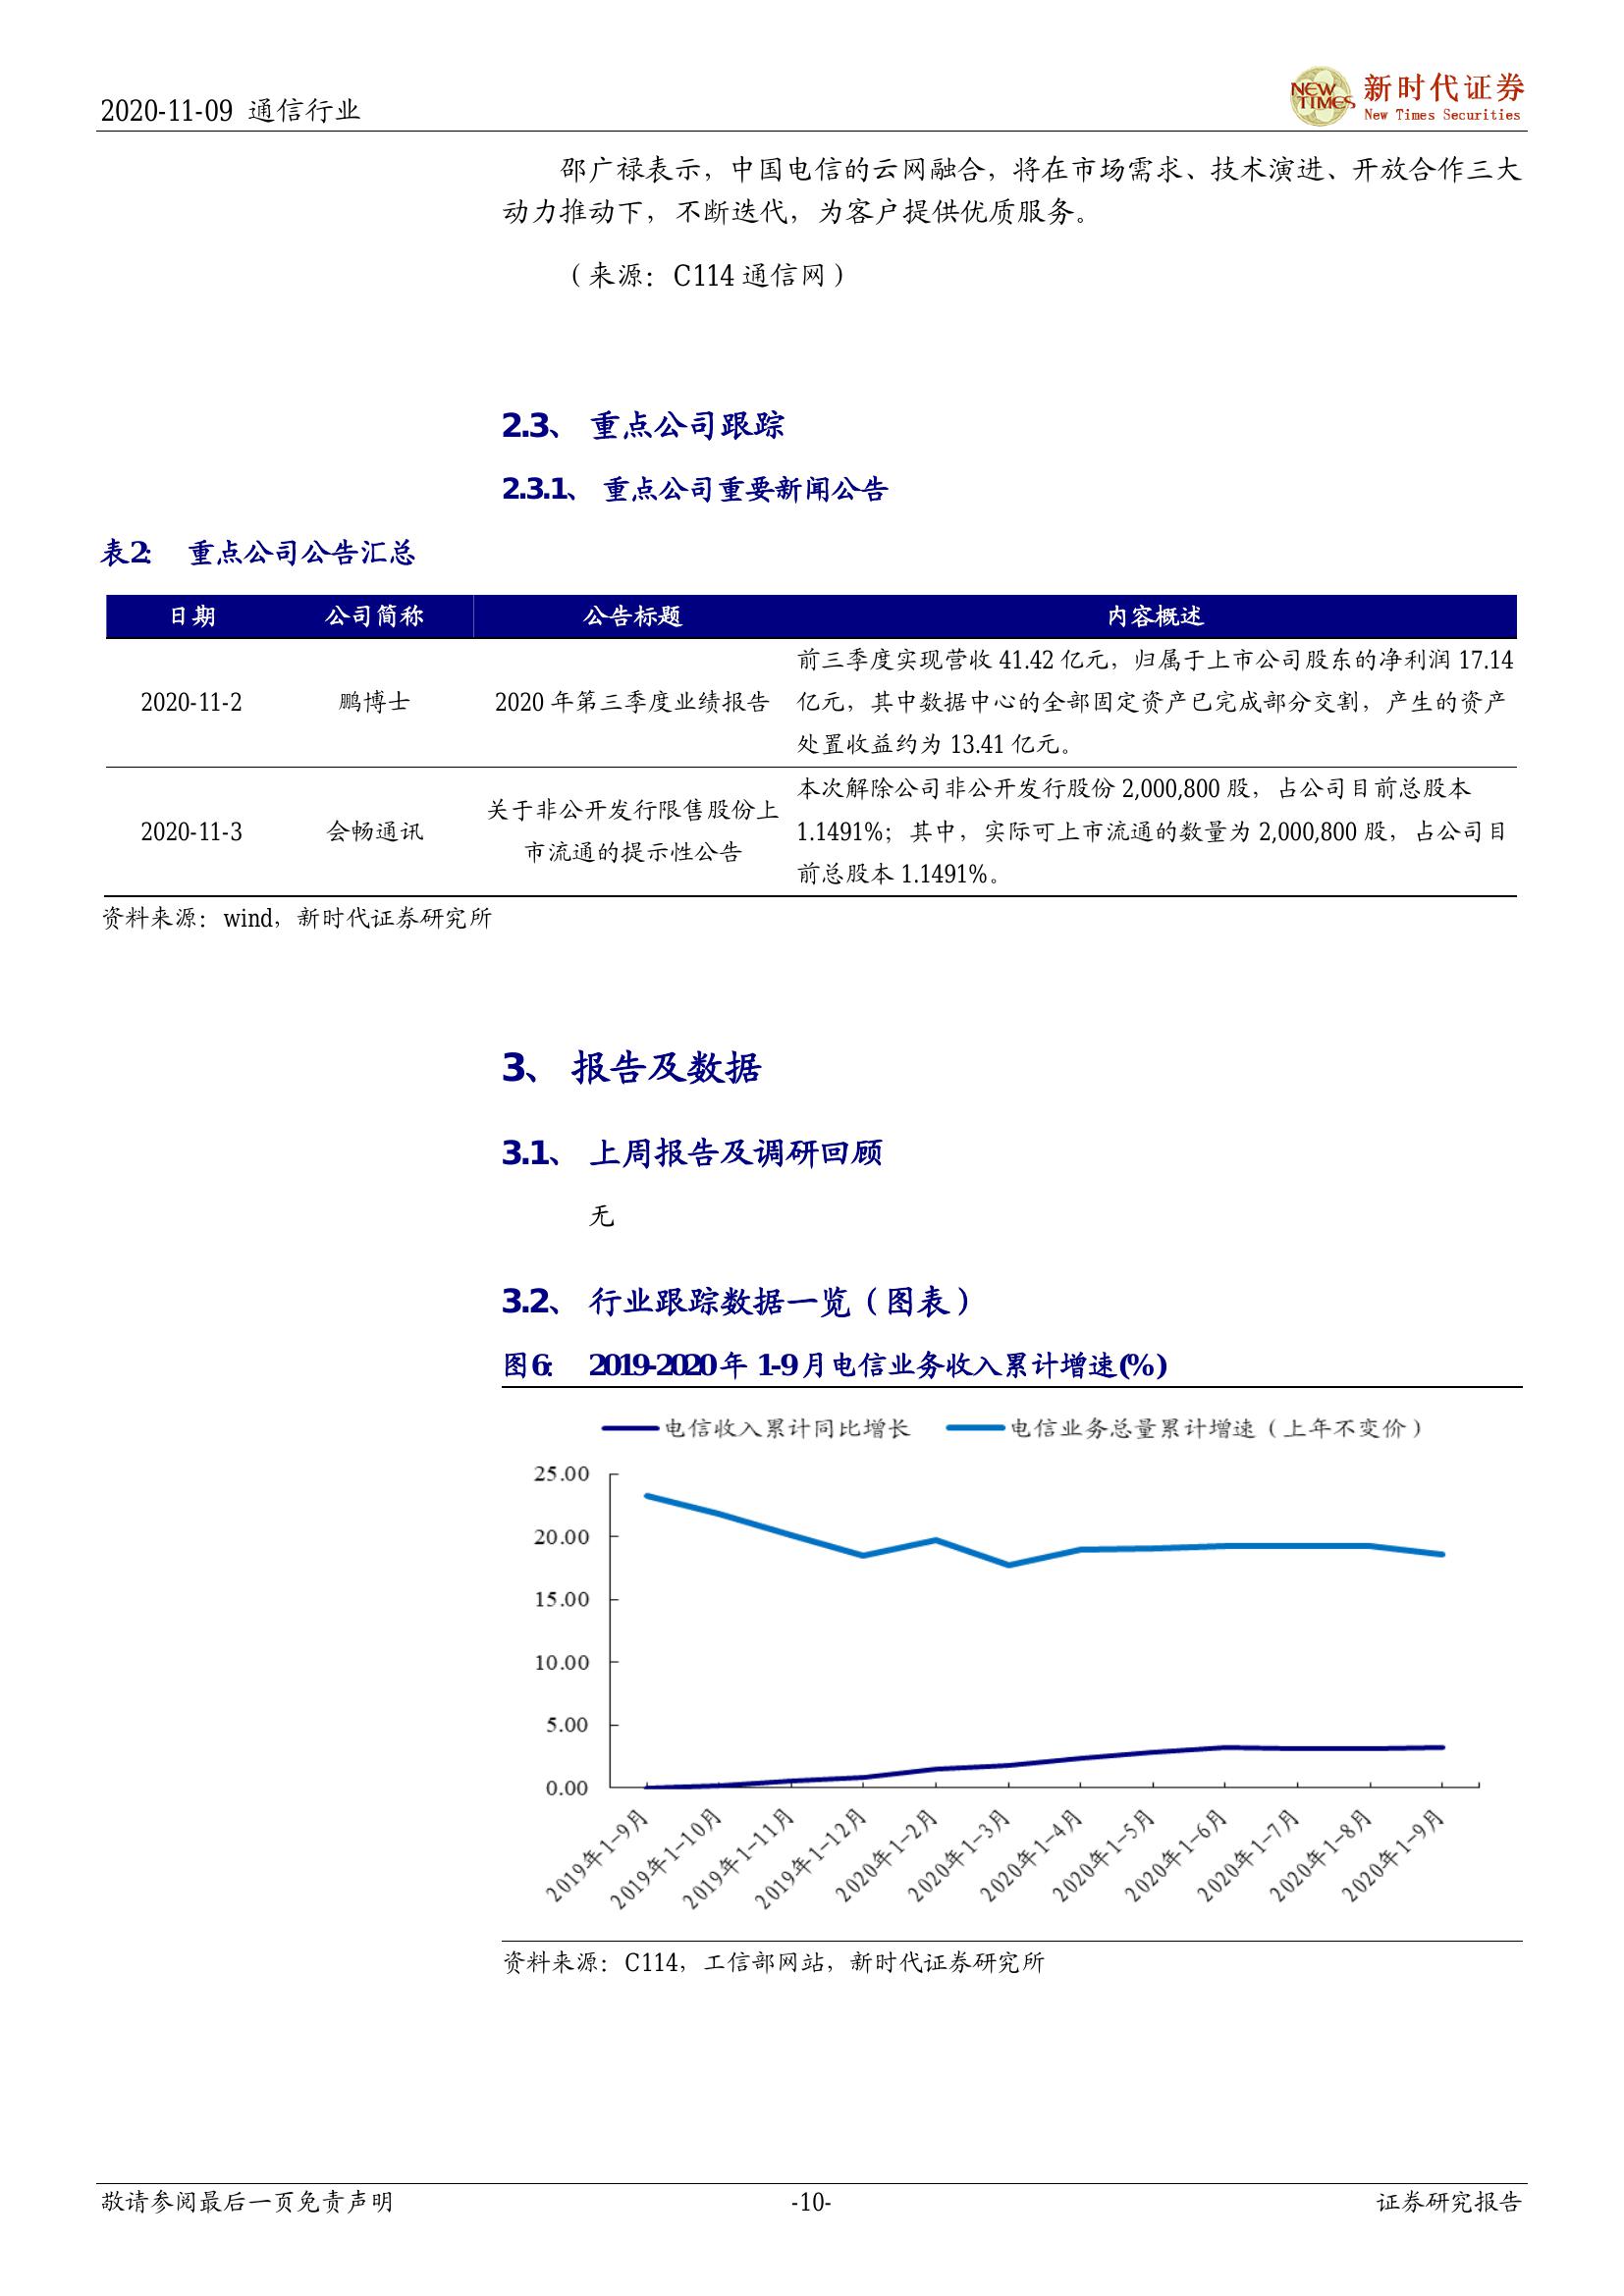 2020-11-09 通信行业
NEW TIMES
新时代证券
New Times Securities
邵广禄表示，中国电信的云网融合，将在市场需求、技术演进、开放合作三大
动力推动下，不断迭代，为客户提供优质服务。
（来源：C114 通信网）
2.3、 重点公司跟踪
2.3.1、 重点公司重要新闻公告
表2： 重点公司公告汇总
日期 公司简称 公告标题 内容概述
2020-11-2 鹏博士 2020 年第三季度业绩报告
前三季度实现营收 41.42 亿元，归属于上市公司股东的净利润 17.14
亿元，其中数据中心的全部固定资产已完成部分交割，产生的资产
处置收益约为 13.41 亿元。
2020-11-3 会畅通讯
关于非公开发行限售股份上
市流通的提示性公告
本次解除公司非公开发行股份 2,000,800 股，占公司目前总股本
1.1491%；其中，实际可上市流通的数量为 2,000,800 股，占公司目
前总股本 1.1491%。
资料来源：wind，新时代证券研究所
3、 报告及数据
3.1、 上周报告及调研回顾
无
3.2、 行业跟踪数据一览（图表）
图6： 2019-2020年 1-9月电信业务收入累计增速(%)
电信收入累计同比增长 电信业务总量累计增速（上年不变价）
25.00
20.00
15.00
10.00
5.00
0.00
2019年1-9月
2019年1-10月
2019年1-11月
2019年1-12月
2020年1-2月
2020年1-3月
2020年1-4月
2020年1-5月
2020年1-6月
2020年1-7月
2020年1-8月
2020年1-9月
资料来源：C114，工信部网站，新时代证券研究所
敬请参阅最后一页免责声明 -10- 证券研究报告